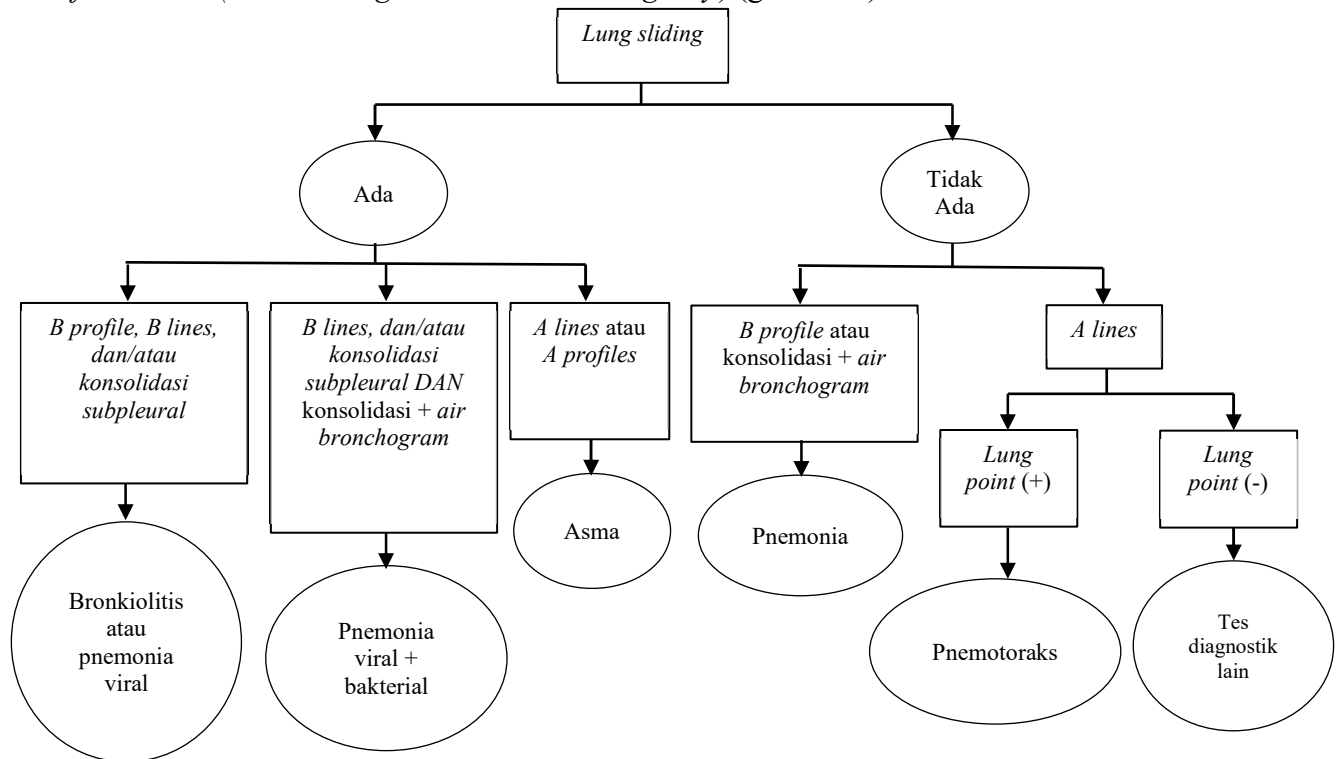 Lung sliding
Ada
Tidak
Ada
B profile, B lines,
dan/atau
konsolidasi
subpleural
B lines, dan/atau
konsolidasi
subpleural DAN
konsolidasi + air
bronchogram
A lines atau
A profiles
B profile atau
konsolidasi + air
bronchogram
A lines
Lung
point (+)
Lung
point (-)
Asma
Pnemonia
Bronkiolitis
atau
pnemonia
viral
Pnemonia
viral +
bakterial
Pnemotoraks
Tes
diagnostik
lain